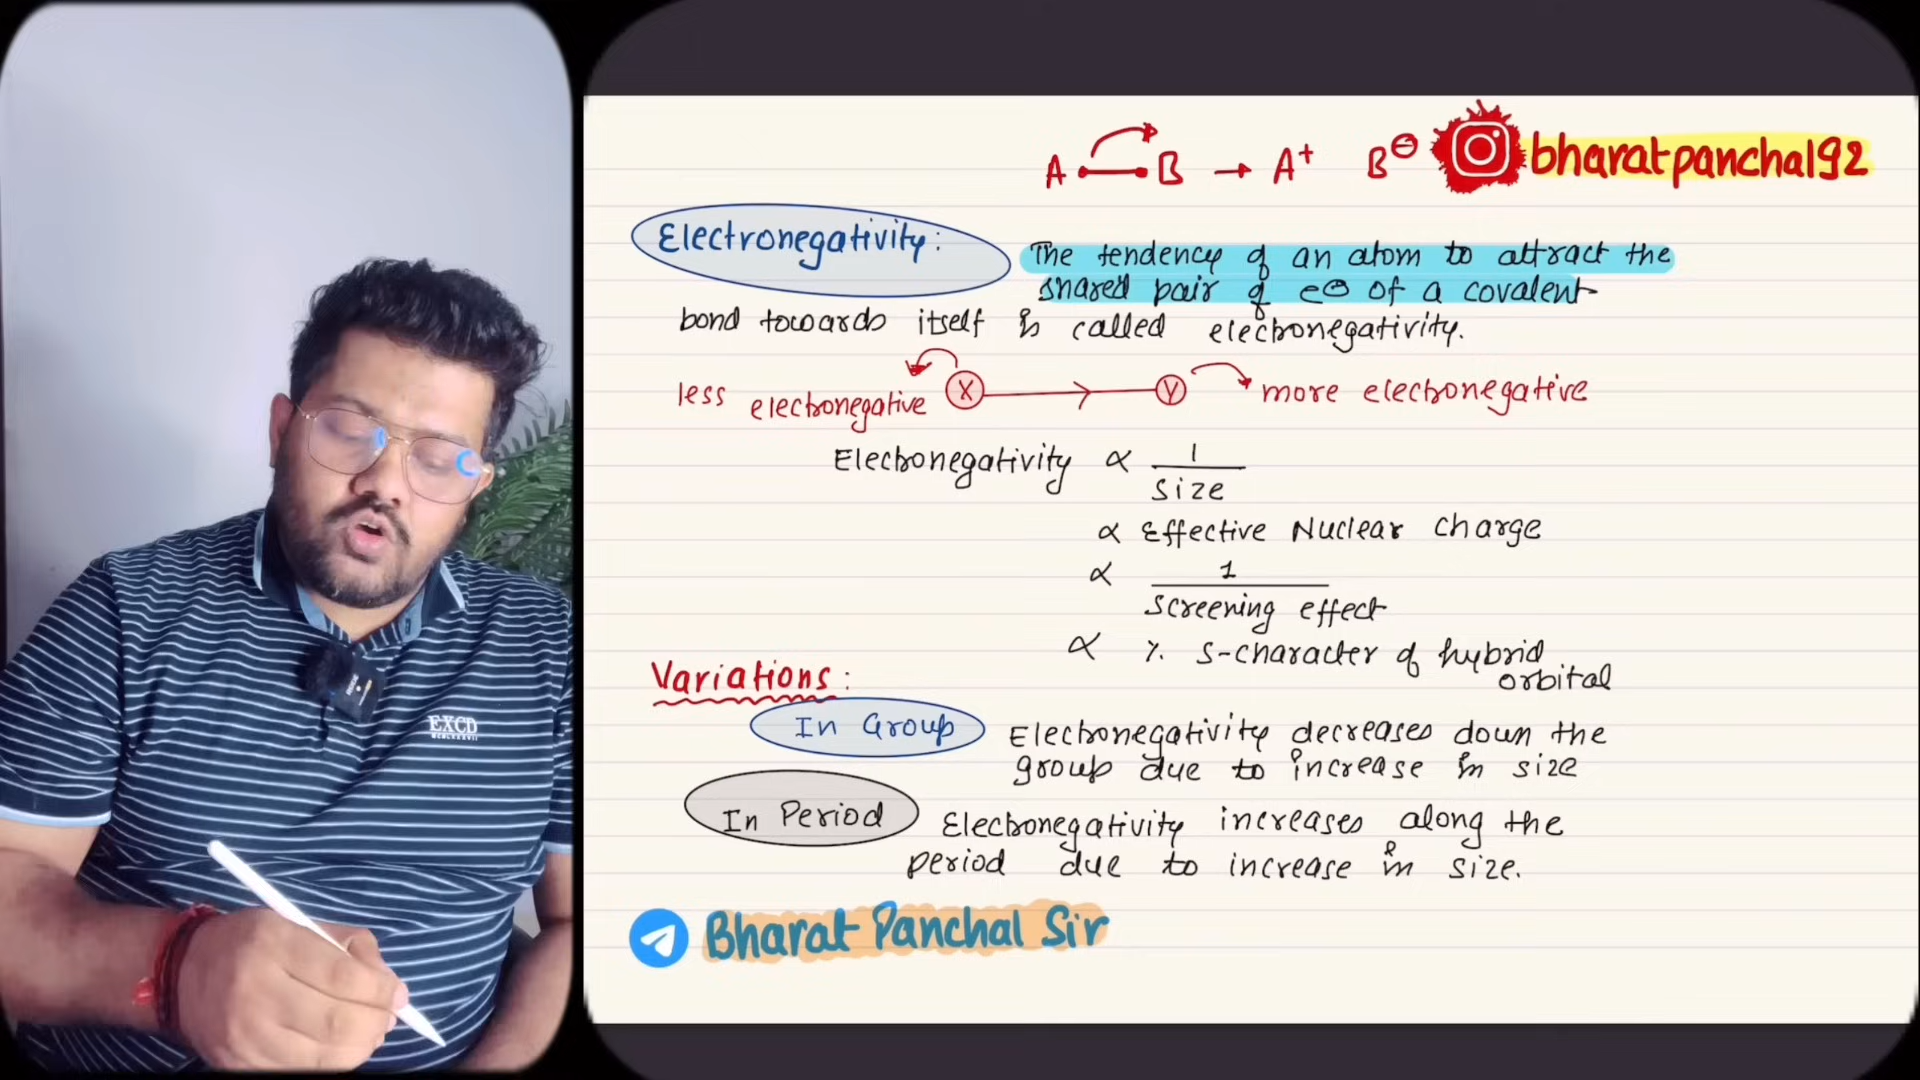 A → B → A⁺ B⊖ bharatpanchal92
Electronegativity: The tendency of an atom to attract the
shared pair of e⊖ of a covalent
bond towards itself is called electronegativity.
less electronegative X Y more electronegative
Electronegativity ∝ 1
size
∝ Effective Nuclear charge
∝ 1
Screening effect
∝ %. s-character of hybrid
orbital
Variations:
In Group Electronegativity decreases down the
group due to increase in size
In Period Electronegativity increases along the
period due to increase in size.
Bharat Panchal Sir
EXCD